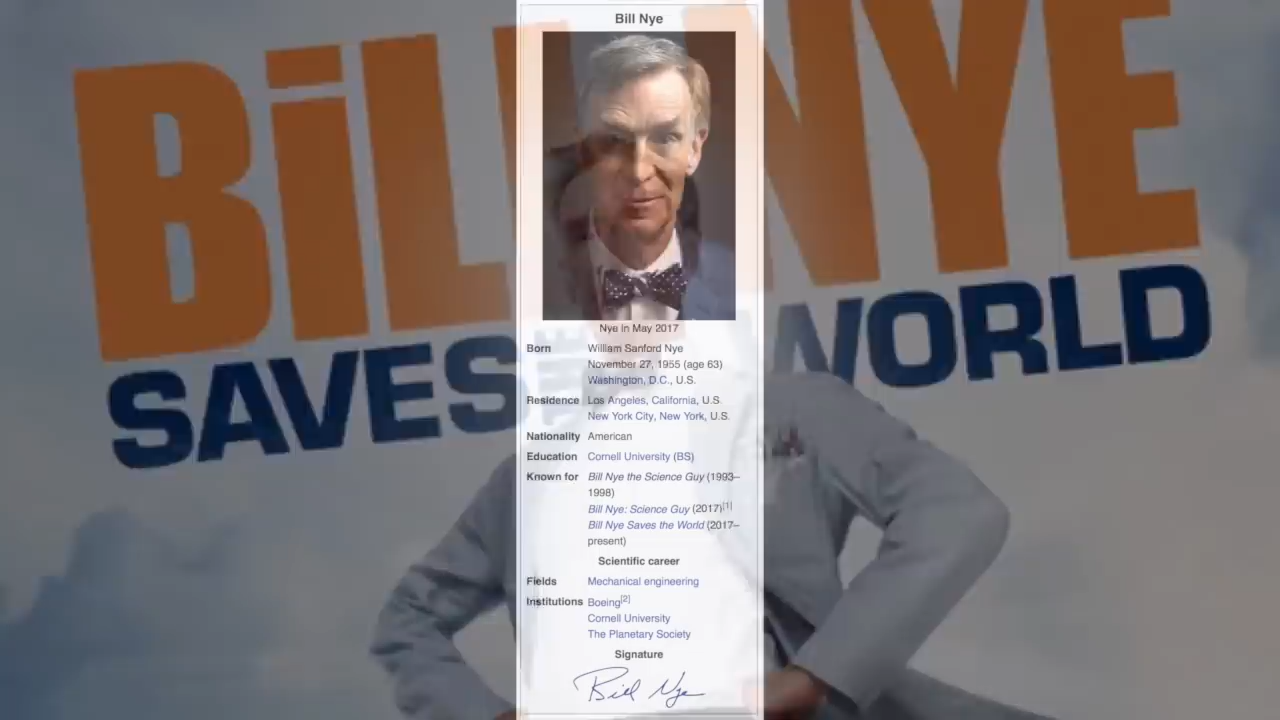 BiLL NYE
SAVES THE WORLD
Bill Nye
Nye in May 2017
Born William Sanford Nye
November 27, 1955 (age 63)
Washington, D.C., U.S.
Residence Los Angeles, California, U.S.
New York City, New York, U.S.
Nationality American
Education Cornell University (BS)
Known for Bill Nye the Science Guy (1993–
1998)
Bill Nye: Science Guy (2017)[1]
Bill Nye Saves the World (2017–
present)
Scientific career
Fields Mechanical engineering
Institutions Boeing[2]
Cornell University
The Planetary Society
Signature
Bill Nye